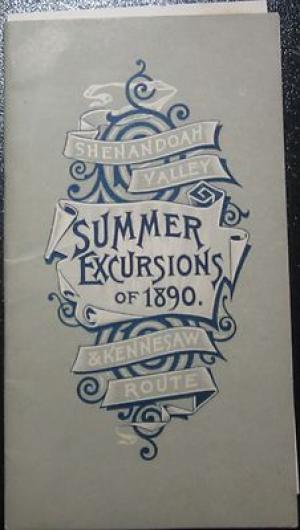 SHENANDOAH
VALLEY
SUMMER
EXCURSIONS
OF 1890.
& KENNESAW
ROUTE